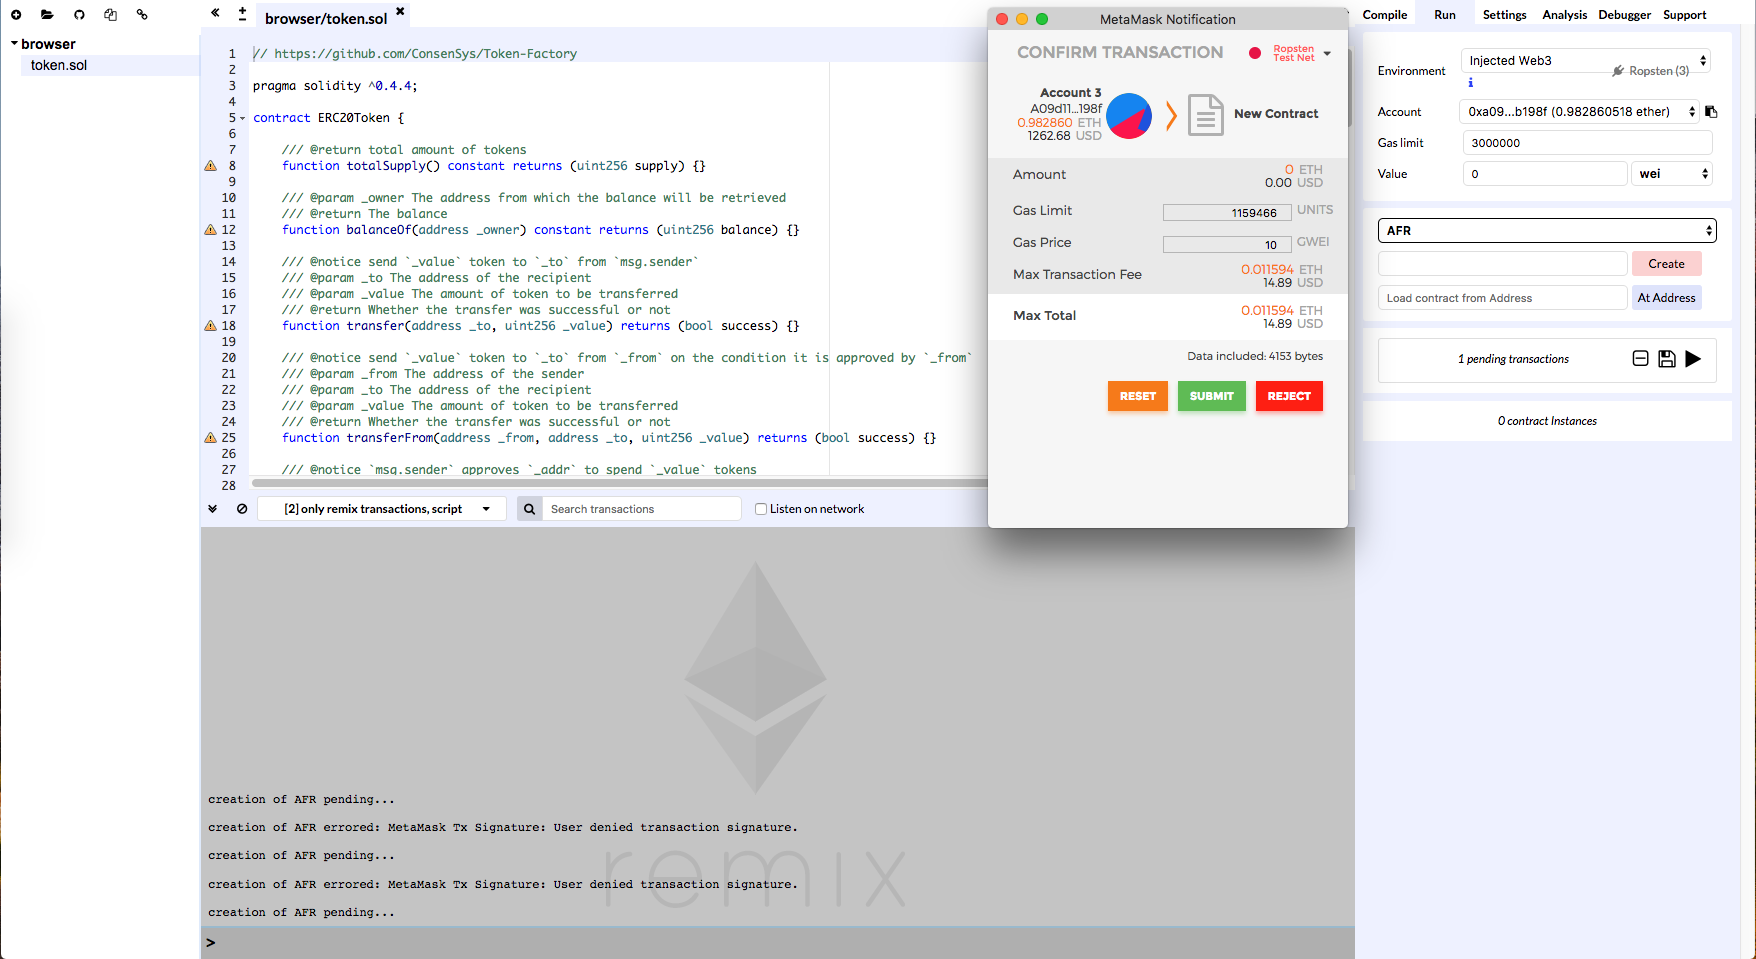 browser
token.sol
browser/token.sol
1 // https://github.com/ConsenSys/Token-Factory
2
3 pragma solidity ^0.4.4;
4
5 contract ERC20Token {
6
7 /// @return total amount of tokens
8 function totalSupply() constant returns (uint256 supply) {}
9
10 /// @param _owner The address from which the balance will be retrieved
11 /// @return The balance
12 function balanceOf(address _owner) constant returns (uint256 balance) {}
13
14 /// @notice send `_value` token to `_to` from `msg.sender`
15 /// @param _to The address of the recipient
16 /// @param _value The amount of token to be transferred
17 /// @return Whether the transfer was successful or not
18 function transfer(address _to, uint256 _value) returns (bool success) {}
19
20 /// @notice send `_value` token to `_to` from `_from` on the condition it is approved by `_from`
21 /// @param _from The address of the sender
22 /// @param _to The address of the recipient
23 /// @param _value The amount of token to be transferred
24 /// @return Whether the transfer was successful or not
25 function transferFrom(address _from, address _to, uint256 _value) returns (bool success) {}
26
27 /// @notice `msg.sender` approves `_addr` to spend `_value` tokens
28
[2] only remix transactions, script
Search transactions
Listen on network
remix
creation of AFR pending...
creation of AFR errored: MetaMask Tx Signature: User denied transaction signature.
creation of AFR pending...
creation of AFR errored: MetaMask Tx Signature: User denied transaction signature.
creation of AFR pending...
>
MetaMask Notification
CONFIRM TRANSACTION
Ropsten
Test Net
Account 3
A09d11...198f
0.982860 ETH
1262.68 USD
New Contract
Amount
0 ETH
0.00 USD
Gas Limit 1159466 UNITS
Gas Price 10 GWEI
Max Transaction Fee
0.011594 ETH
14.89 USD
Max Total
0.011594 ETH
14.89 USD
Data included: 4153 bytes
RESET SUBMIT REJECT
Compile Run Settings Analysis Debugger Support
Environment Injected Web3 Ropsten (3)
i
Account 0xa09...b198f (0.982860518 ether)
Gas limit 3000000
Value 0 wei
AFR
Create
Load contract from Address At Address
1 pending transactions
0 contract Instances